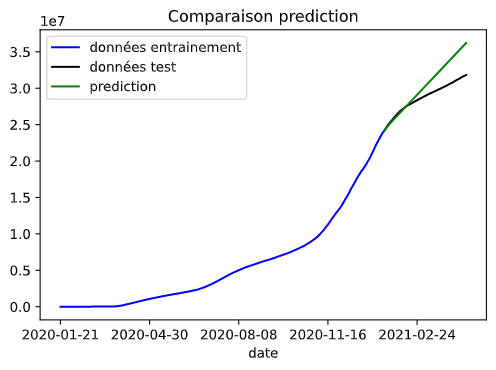 Comparaison prediction
1e7
données entrainement
données test
prediction
3.5
3.0
2.5
2.0
1.5
1.0
0.5
0.0
2020-01-21 2020-04-30 2020-08-08 2020-11-16 2021-02-24
date